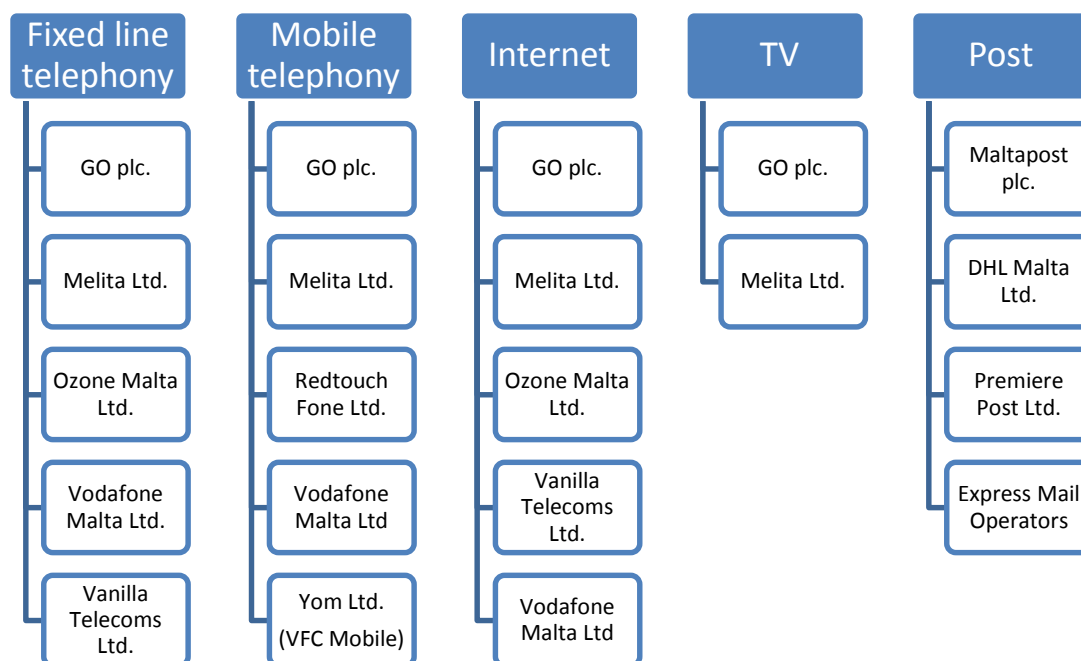 Fixed line
telephony
GO plc.
Melita Ltd.
Ozone Malta
Ltd.
Vodafone
Malta Ltd.
Vanilla
Telecoms
Ltd.
Mobile
telephony
GO plc.
Melita Ltd.
Redtouch
Fone Ltd.
Vodafone
Malta Ltd
Yom Ltd.
(VFC Mobile)
Internet
GO plc.
Melita Ltd.
Ozone Malta
Ltd.
Vanilla
Telecoms
Ltd.
Vodafone
Malta Ltd
TV
GO plc.
Melita Ltd.
Post
Maltapost
plc.
DHL Malta
Ltd.
Premiere
Post Ltd.
Express Mail
Operators